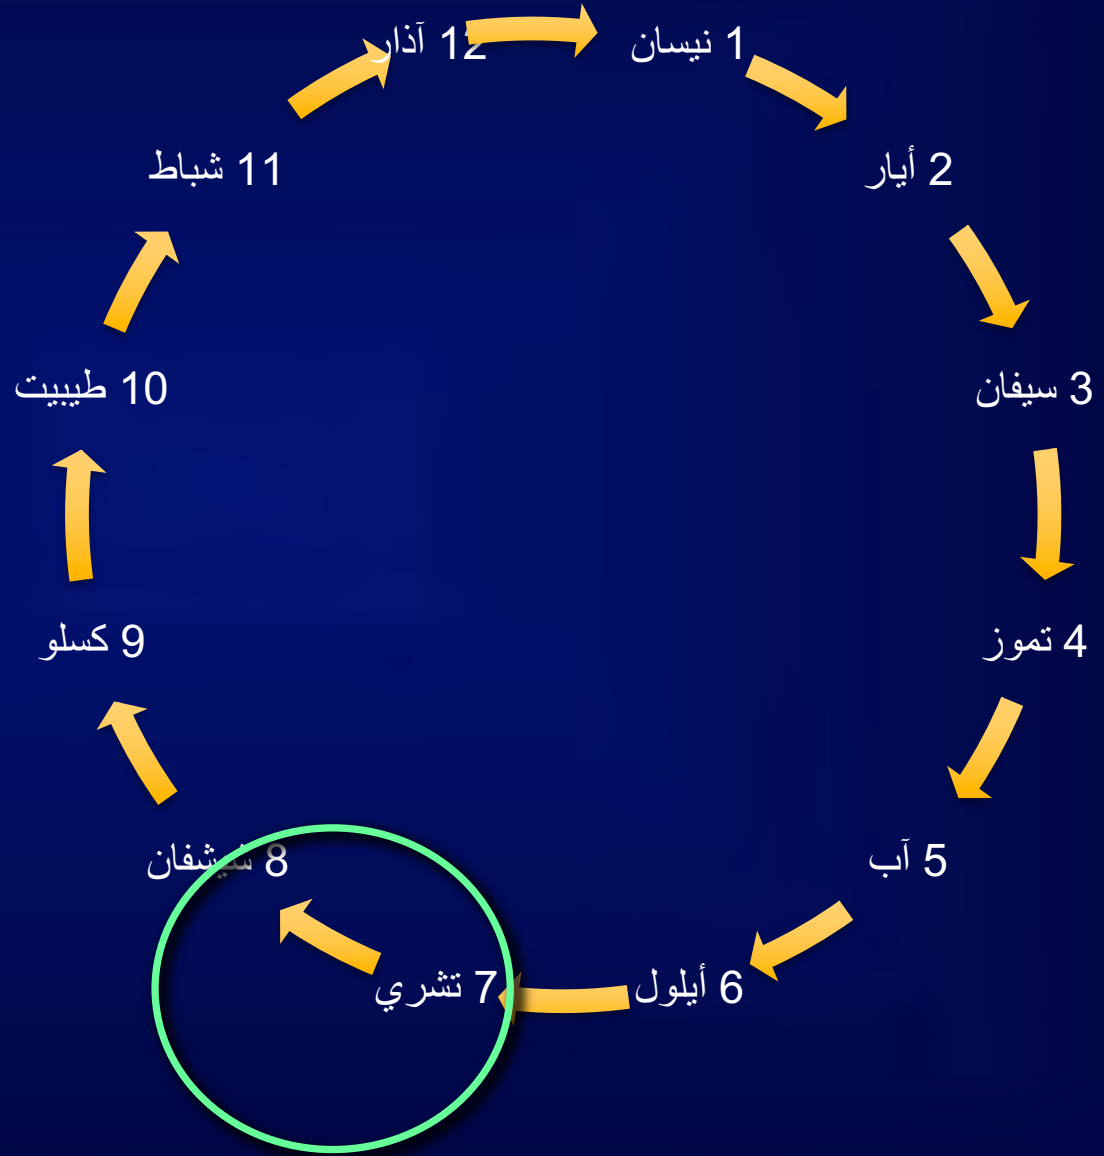 1 نيسان
2 أيار
3 سيفان
4 تموز
5 آب
6 أيلول
7 تشري
8 شيشفان
9 كسلو
10 طيبيت
11 شباط
12 آذار